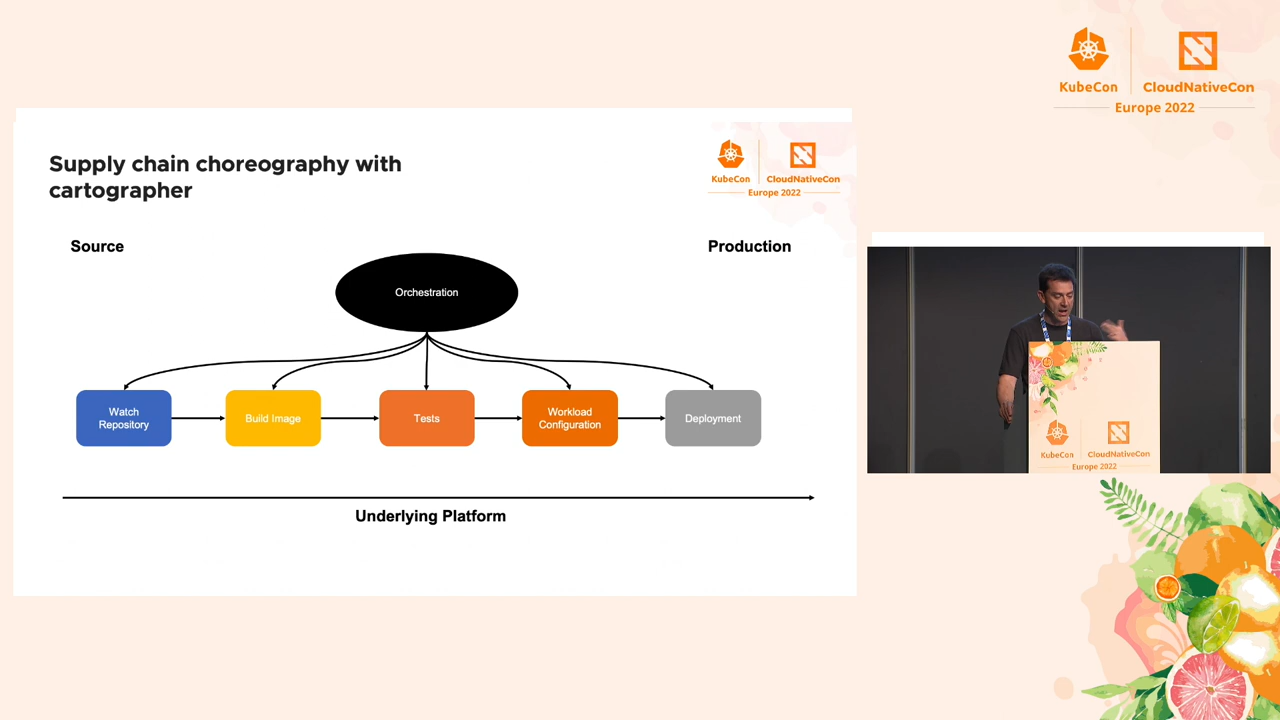 KubeCon
CloudNativeCon
Europe 2022
Supply chain choreography with
cartographer
KubeCon
CloudNativeCon
Europe 2022
Source
Production
Orchestration
Watch
Repository
Build Image
Tests
Workload
Configuration
Deployment
Underlying Platform
KubeCon
CloudNativeCon
Europe 2022